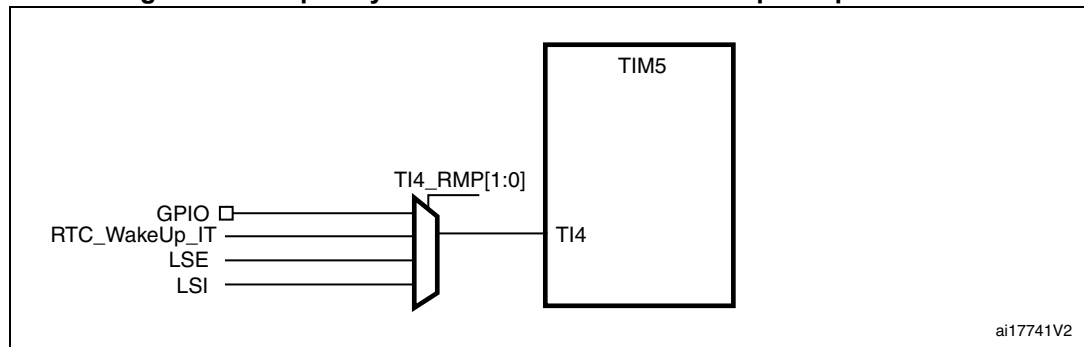 TIM5
TI4_RMP[1:0]
GPIO
RTC_WakeUp_IT
TI4
LSE
LSI
ai17741V2